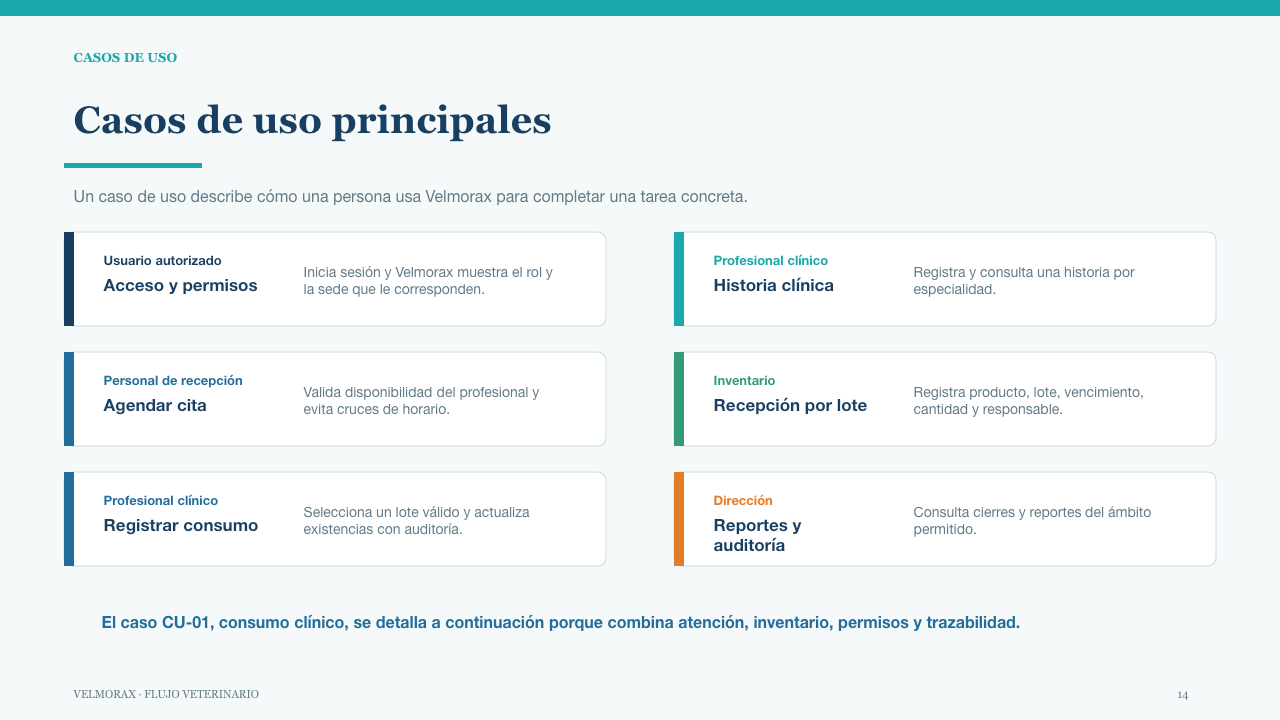 CASOS DE USO
Casos de uso principales
Un caso de uso describe cómo una persona usa Velmorax para completar una tarea concreta.
Usuario autorizado
Acceso y permisos
Inicia sesión y Velmorax muestra el rol y
la sede que le corresponden.
Profesional clínico
Historia clínica
Registra y consulta una historia por
especialidad.
Personal de recepción
Agendar cita
Valida disponibilidad del profesional y
evita cruces de horario.
Inventario
Recepción por lote
Registra producto, lote, vencimiento,
cantidad y responsable.
Profesional clínico
Registrar consumo
Selecciona un lote válido y actualiza
existencias con auditoría.
Dirección
Reportes y
auditoría
Consulta cierres y reportes del ámbito
permitido.
El caso CU-01, consumo clínico, se detalla a continuación porque combina atención, inventario, permisos y trazabilidad.
VELMORAX · FLUJO VETERINARIO
14